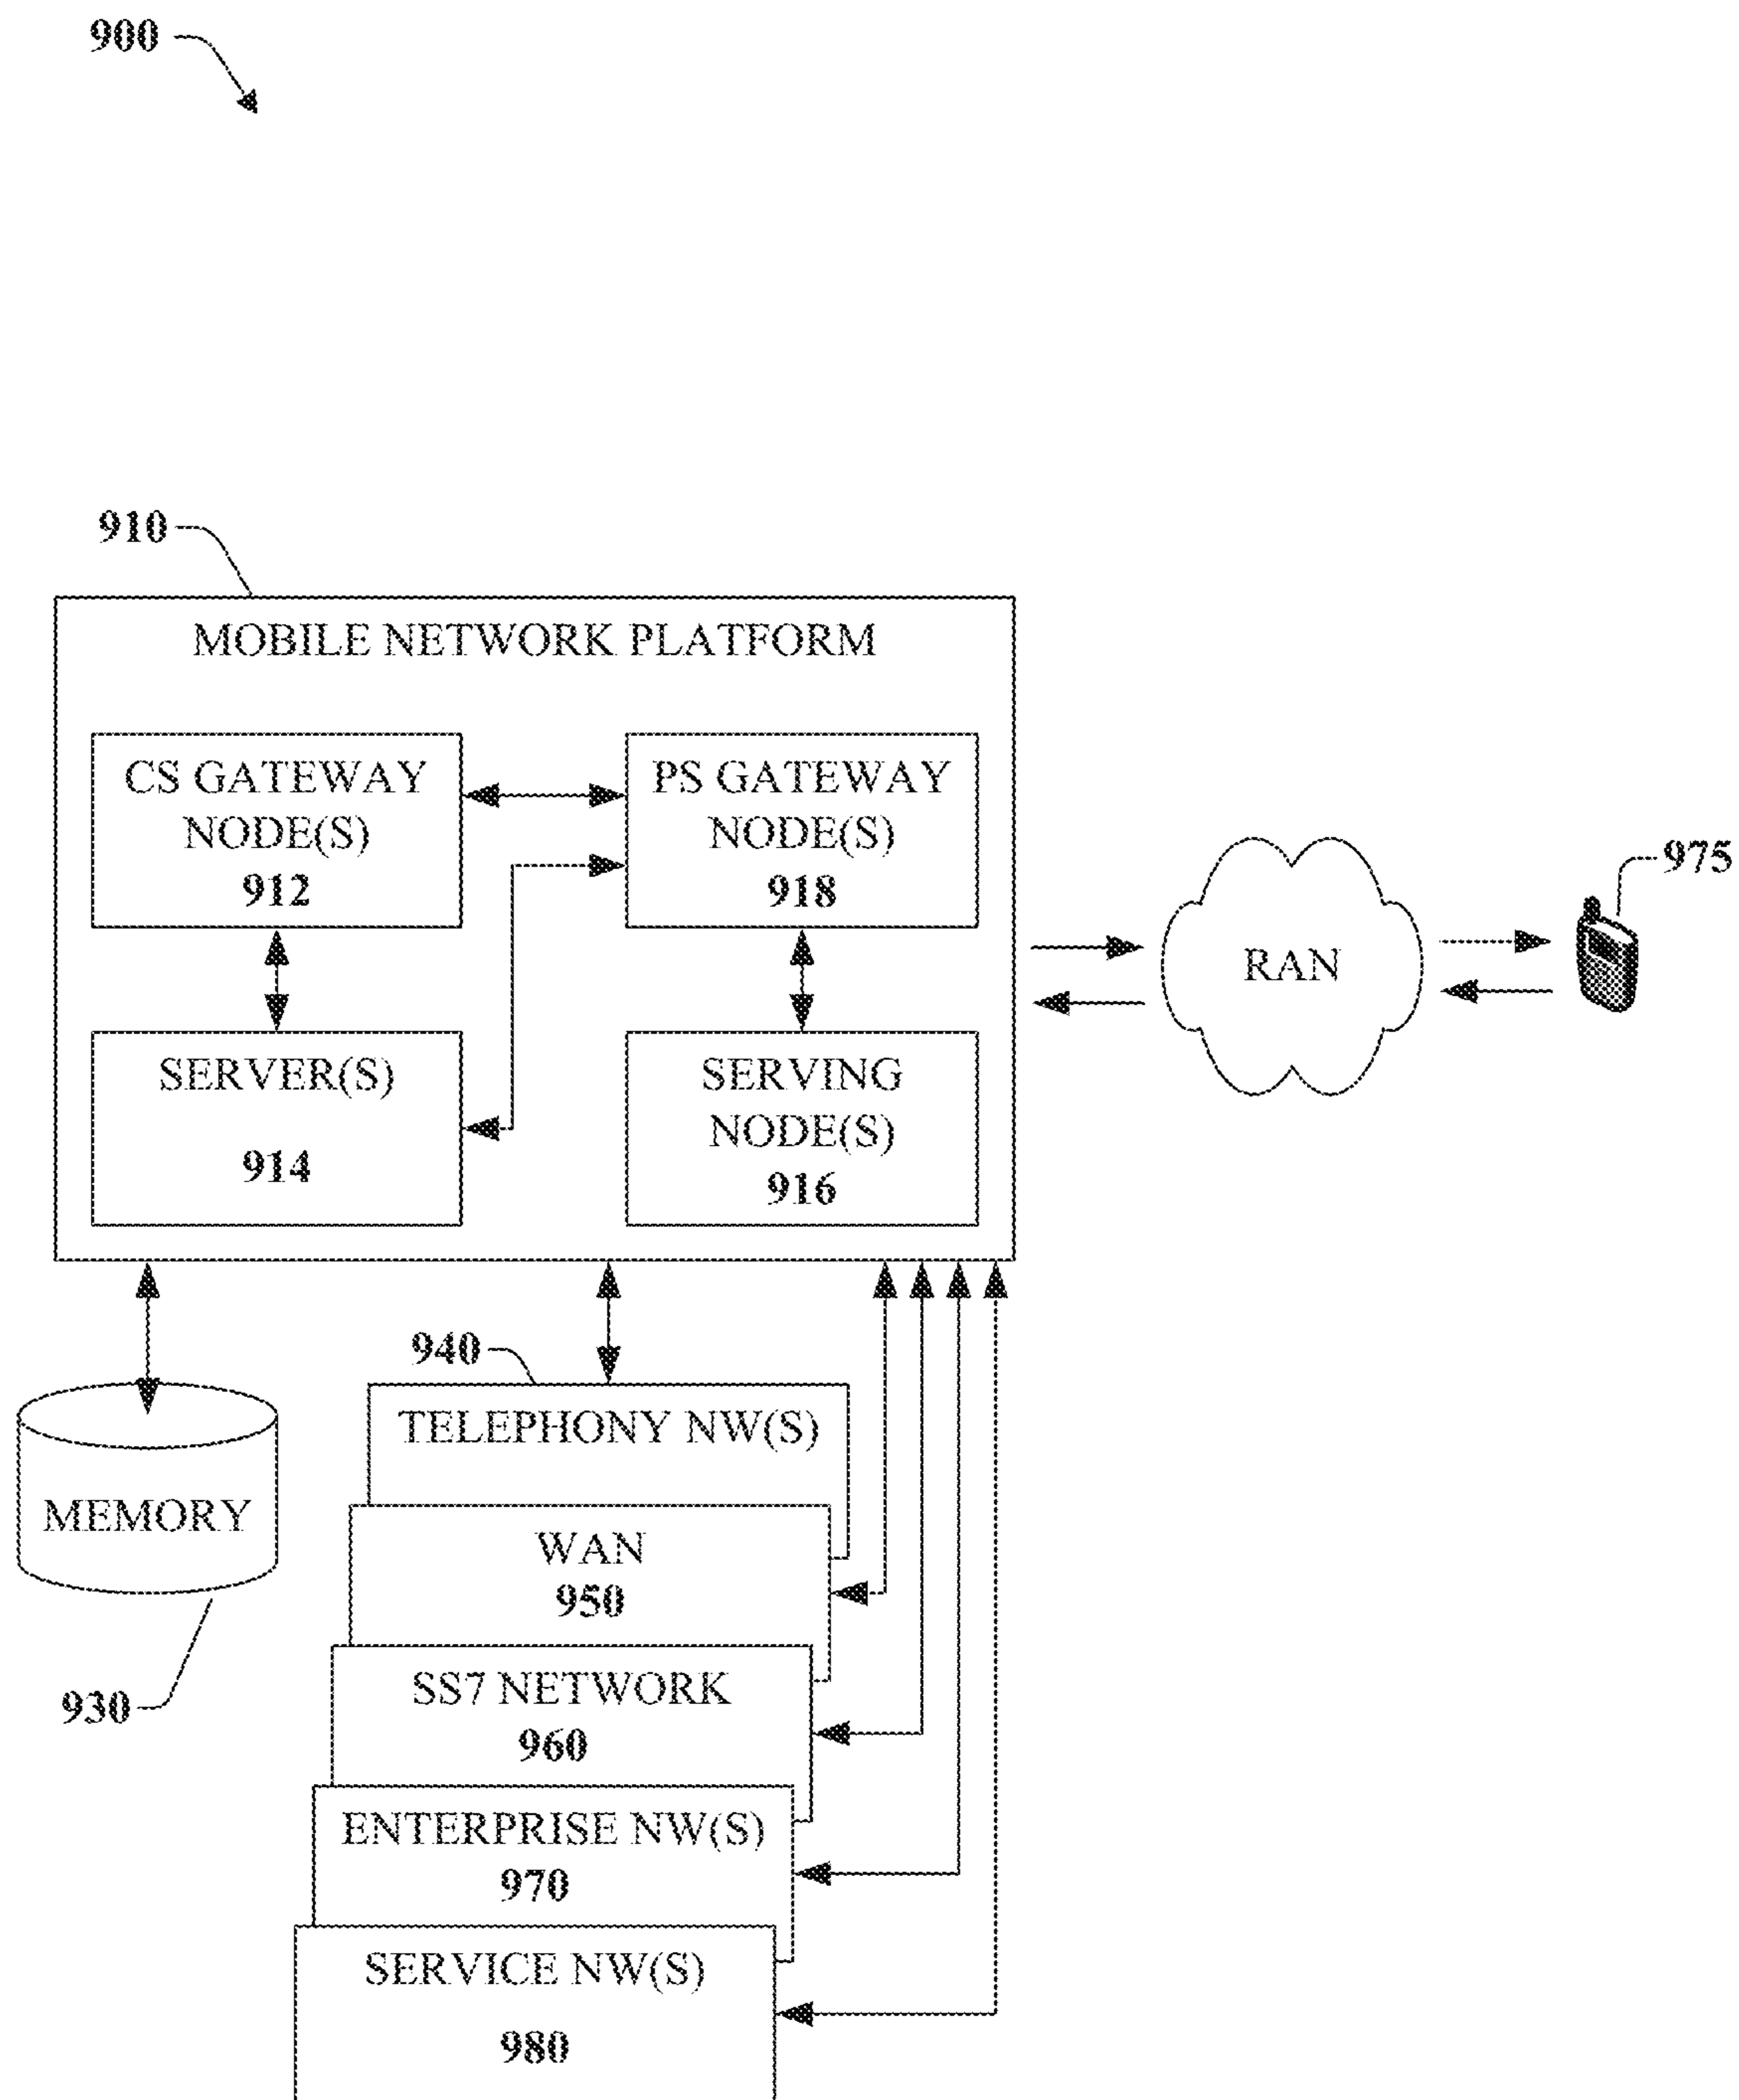 900
910
MOBILE NETWORK PLATFORM
CS GATEWAY
NODE(S)
912
PS GATEWAY
NODE(S)
918
SERVER(S)
914
SERVING
NODE(S)
916
RAN
975
940
TELEPHONY NW(S)
MEMORY
930
WAN
950
SS7 NETWORK
960
ENTERPRISE NW(S)
970
SERVICE NW(S)
980